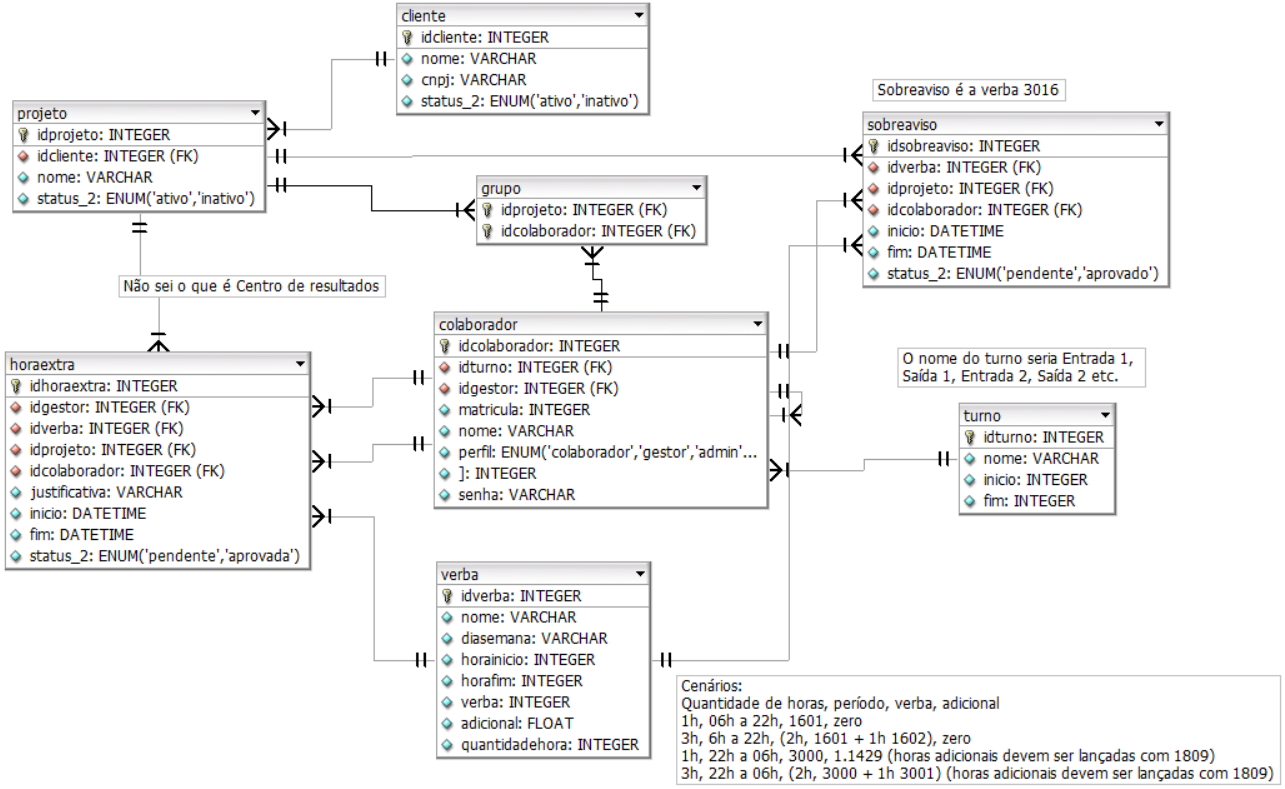 cliente
idcliente: INTEGER
nome: VARCHAR
cnpj: VARCHAR
status_2: ENUM('ativo','inativo')
projeto
idprojeto: INTEGER
idcliente: INTEGER (FK)
nome: VARCHAR
status_2: ENUM('ativo','inativo')
Sobreaviso é a verba 3016
sobreaviso
idsobreaviso: INTEGER
idverba: INTEGER (FK)
idprojeto: INTEGER (FK)
idcolaborador: INTEGER (FK)
inicio: DATETIME
fim: DATETIME
status_2: ENUM('pendente','aprovado')
grupo
idprojeto: INTEGER (FK)
idcolaborador: INTEGER (FK)
Não sei o que é Centro de resultados
colaborador
idcolaborador: INTEGER
idturno: INTEGER (FK)
idgestor: INTEGER (FK)
matricula: INTEGER
nome: VARCHAR
perfil: ENUM('colaborador','gestor','admin'...
]: INTEGER
senha: VARCHAR
horaextra
idhoraextra: INTEGER
idgestor: INTEGER (FK)
idverba: INTEGER (FK)
idprojeto: INTEGER (FK)
idcolaborador: INTEGER (FK)
justificativa: VARCHAR
inicio: DATETIME
fim: DATETIME
status_2: ENUM('pendente','aprovada')
O nome do turno seria Entrada 1,
Saída 1, Entrada 2, Saída 2 etc.
turno
idturno: INTEGER
nome: VARCHAR
inicio: INTEGER
fim: INTEGER
verba
idverba: INTEGER
nome: VARCHAR
diasemana: VARCHAR
horainicio: INTEGER
horafim: INTEGER
verba: INTEGER
adicional: FLOAT
quantidadehora: INTEGER
Cenários:
Quantidade de horas, período, verba, adicional
1h, 06h a 22h, 1601, zero
3h, 6h a 22h, (2h, 1601 + 1h 1602), zero
1h, 22h a 06h, 3000, 1.1429 (horas adicionais devem ser lançadas com 1809)
3h, 22h a 06h, (2h, 3000 + 1h 3001) (horas adicionais devem ser lançadas com 1809)